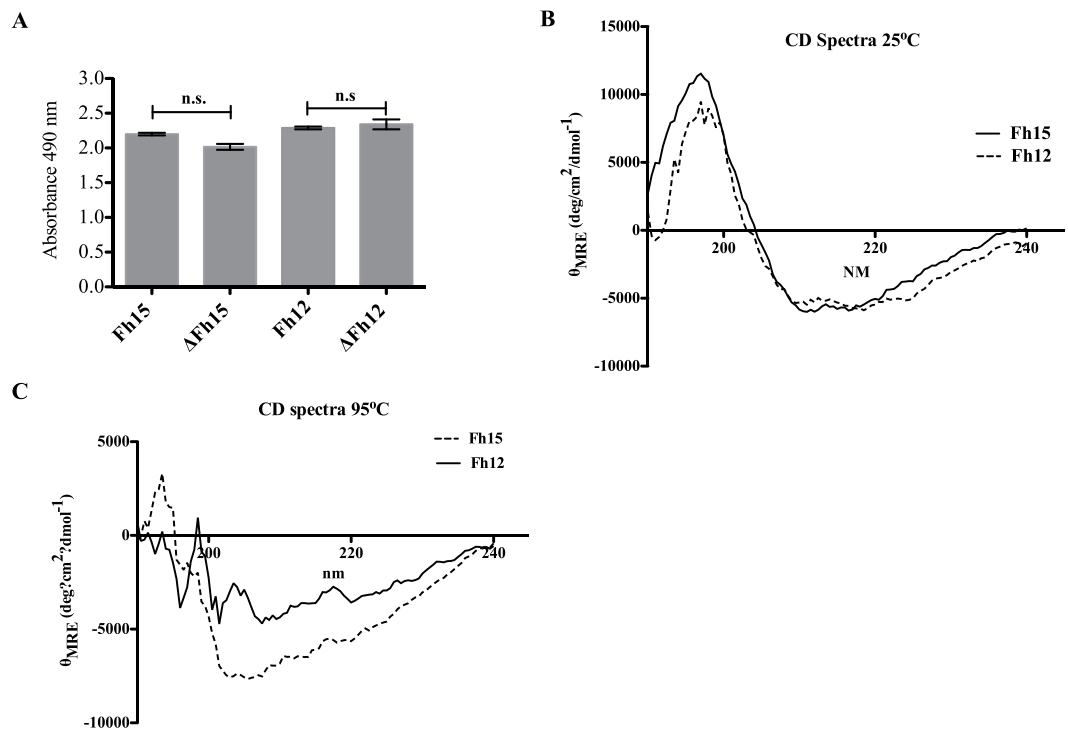 A
Absorbance 490 nm
3.0
2.5
2.0
1.5
1.0
0.5
0.0
n.s.
n.s
Fh15
ΔFh15
Fh12
ΔFh12
B
CD Spectra 25ºC
θMRE (deg/cm²/dmol⁻¹)
15000
10000
5000
0
-5000
-10000
200
220
240
NM
Fh15
Fh12
C
CD spectra 95ºC
θMRE (deg?cm²?dmol⁻¹)
5000
0
-5000
-10000
200
220
240
nm
Fh15
Fh12